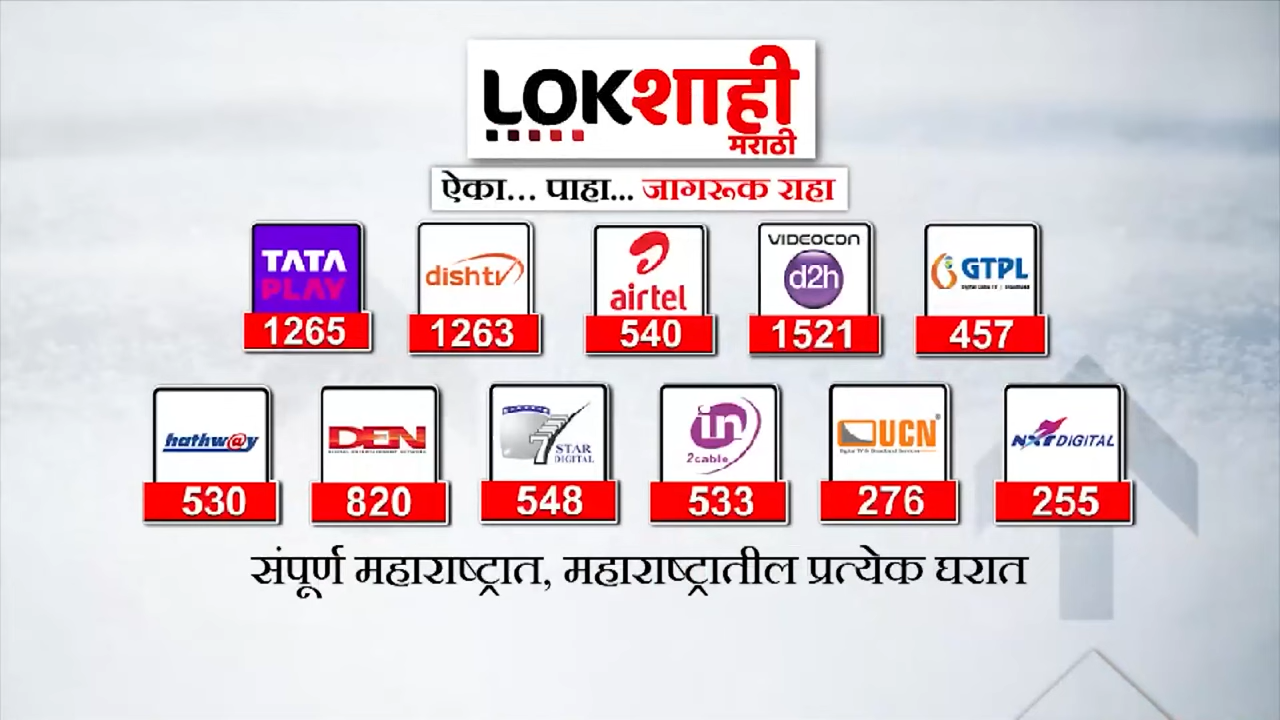 LOKशाही
मराठी
ऐका... पाहा... जागरूक राहा
TATA PLAY
dishtv
airtel
VIDEOCON d2h
GTPL
1265
1263
540
1521
457
hathw@y
DEN
7 STAR DIGITAL
in 2cable
UCN
NXT DIGITAL
530
820
548
533
276
255
संपूर्ण महाराष्ट्रात, महाराष्ट्रातील प्रत्येक घरात